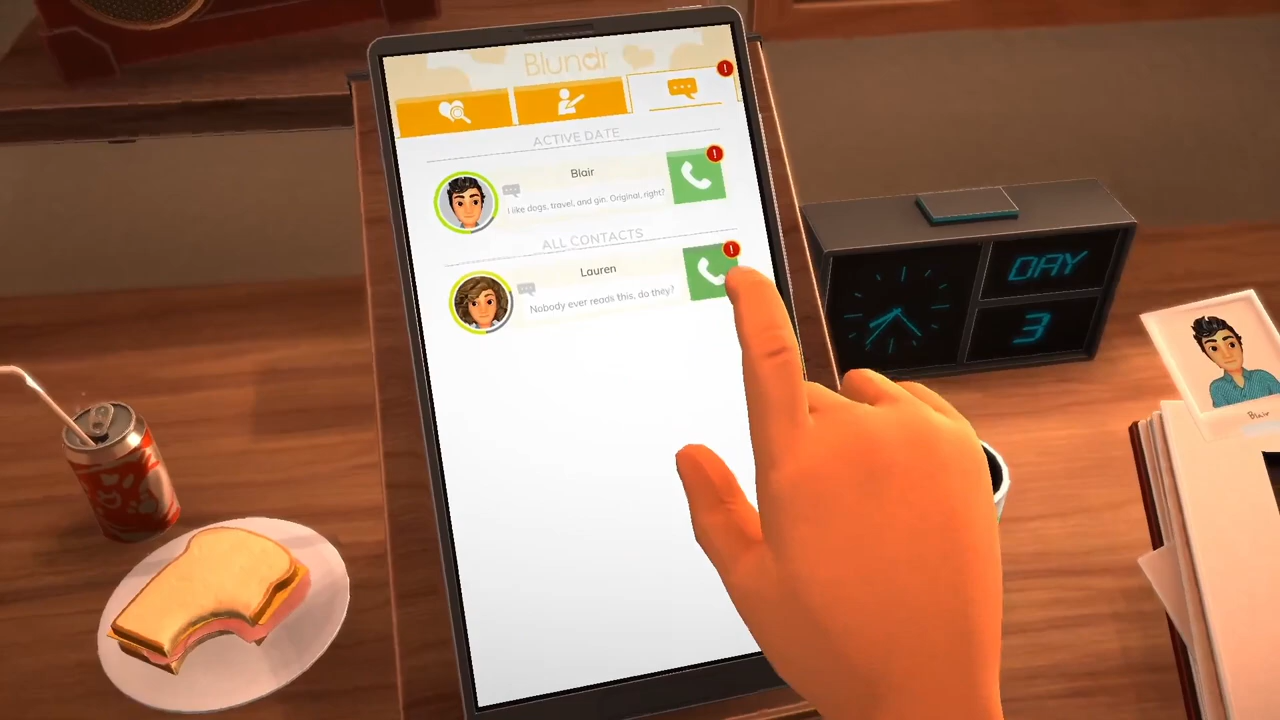 Blundr
ACTIVE DATE
Blair
I like dogs, travel, and gin. Original, right?
ALL CONTACTS
Lauren
Nobody ever reads this, do they?
DAY
3
Blair